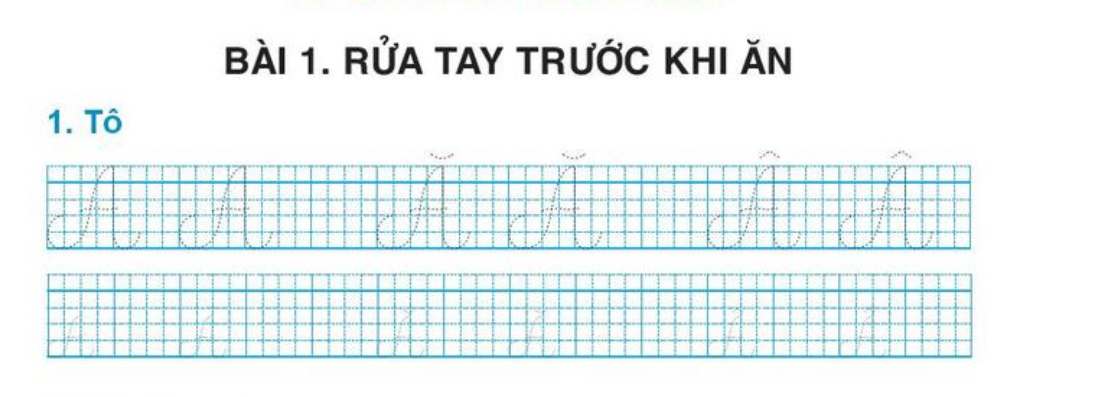 BÀI 1. RỬA TAY TRƯỚC KHI ĂN
1. Tô
A A Ă Ă Â Â
A A Ă Ă Â Â